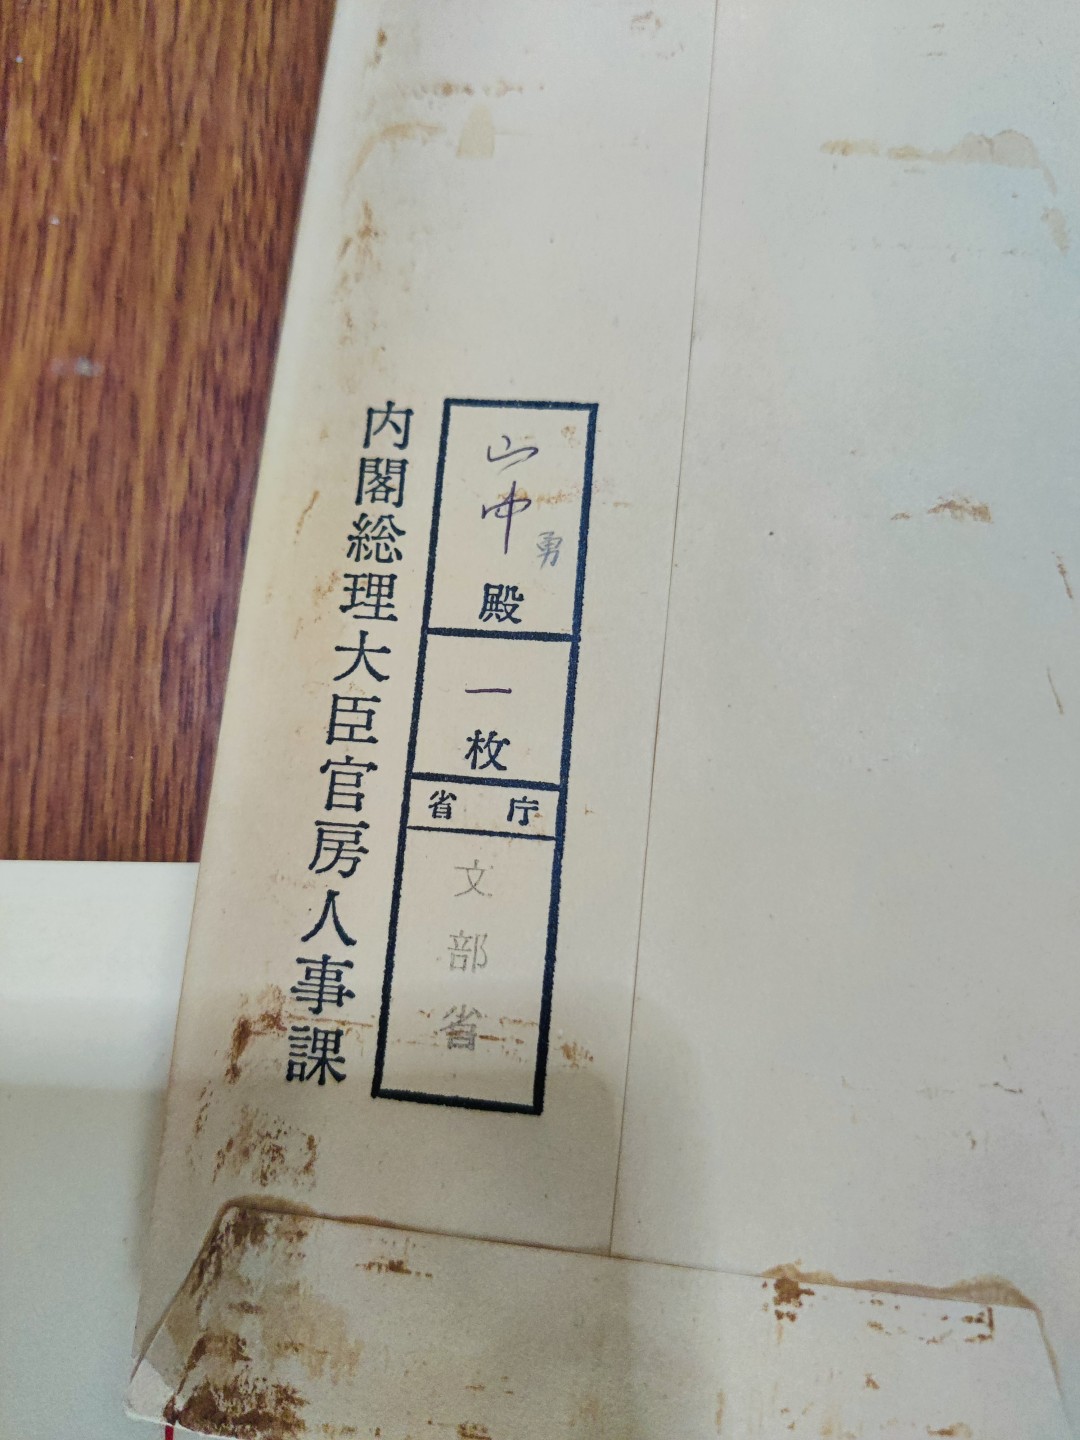 山中
勇
殿
一枚
省庁
文部省
内閣総理大臣官房人事課